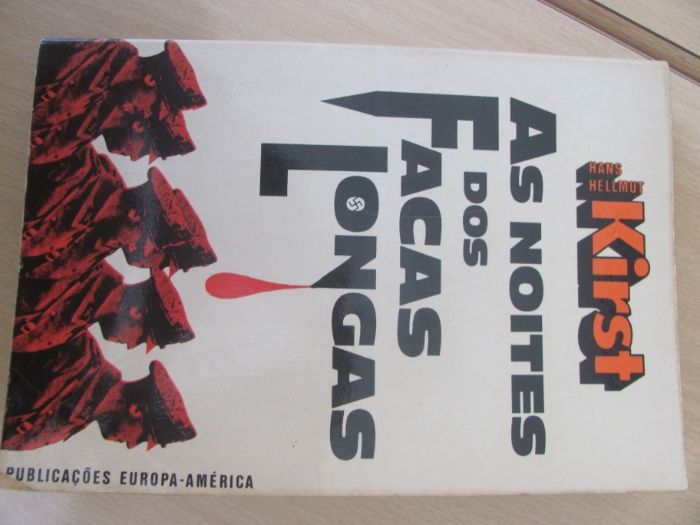 HANS
HELLMUT
Kirst
AS NOITES
DOS
FACAS
LONGAS
PUBLICAÇÕES EUROPA-AMÉRICA